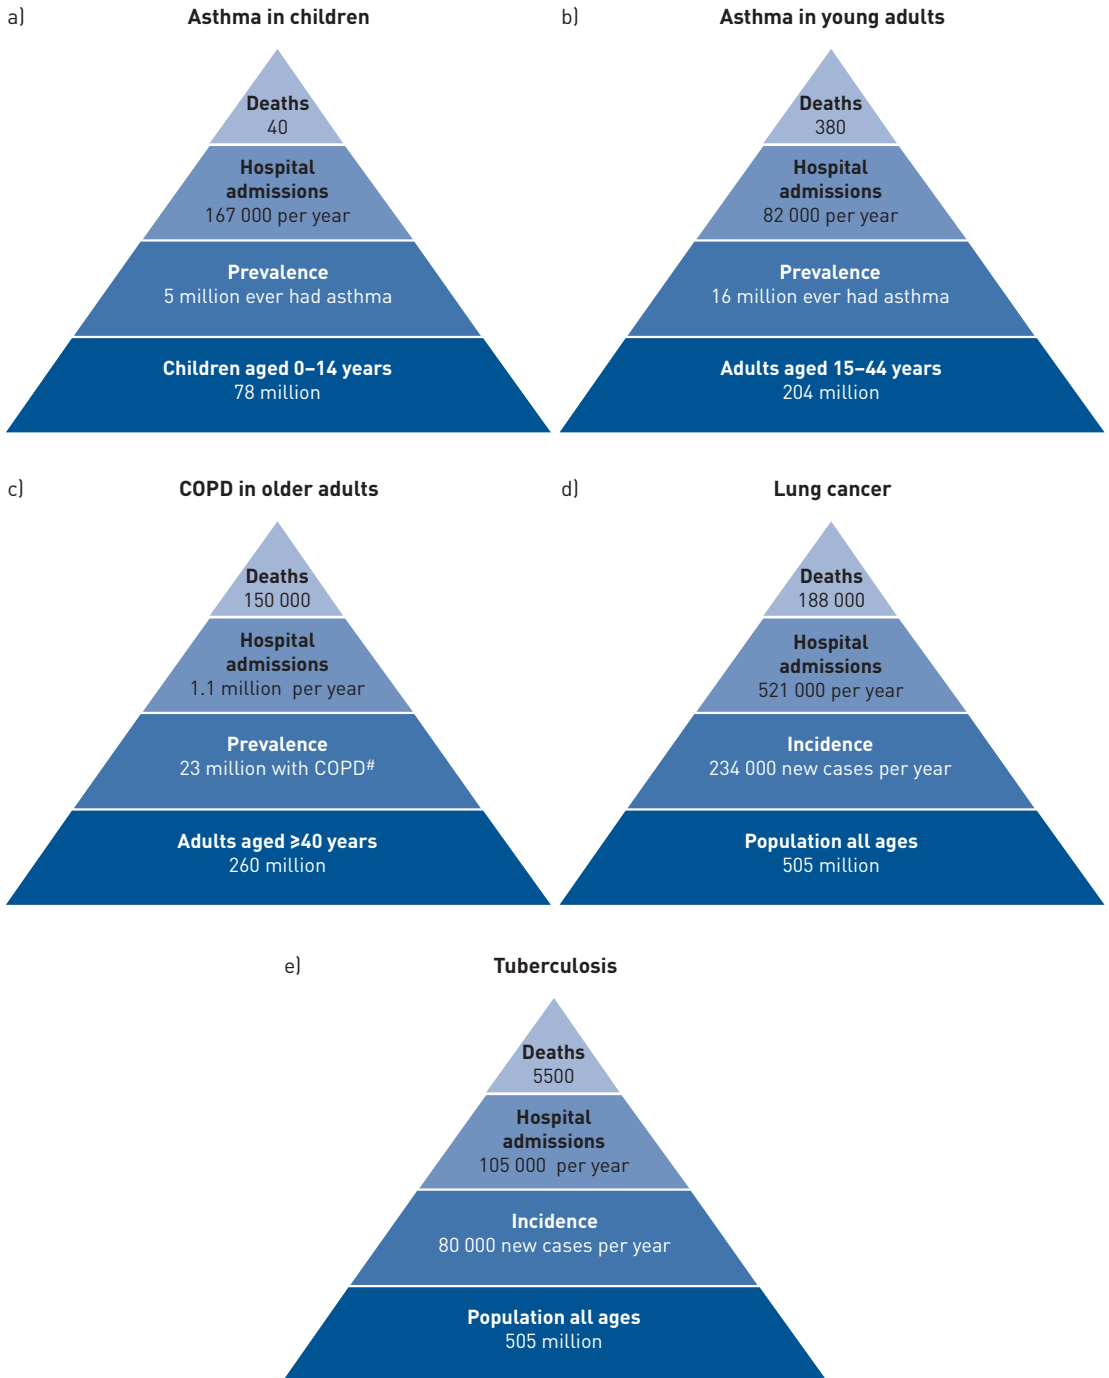 a)
Asthma in children
Deaths
40
Hospital
admissions
167 000 per year
Prevalence
5 million ever had asthma
Children aged 0–14 years
78 million
b)
Asthma in young adults
Deaths
380
Hospital
admissions
82 000 per year
Prevalence
16 million ever had asthma
Adults aged 15–44 years
204 million
c)
COPD in older adults
Deaths
150 000
Hospital
admissions
1.1 million per year
Prevalence
23 million with COPD#
Adults aged ⩾40 years
260 million
d)
Lung cancer
Deaths
188 000
Hospital
admissions
521 000 per year
Incidence
234 000 new cases per year
Population all ages
505 million
e)
Tuberculosis
Deaths
5500
Hospital
admissions
105 000 per year
Incidence
80 000 new cases per year
Population all ages
505 million